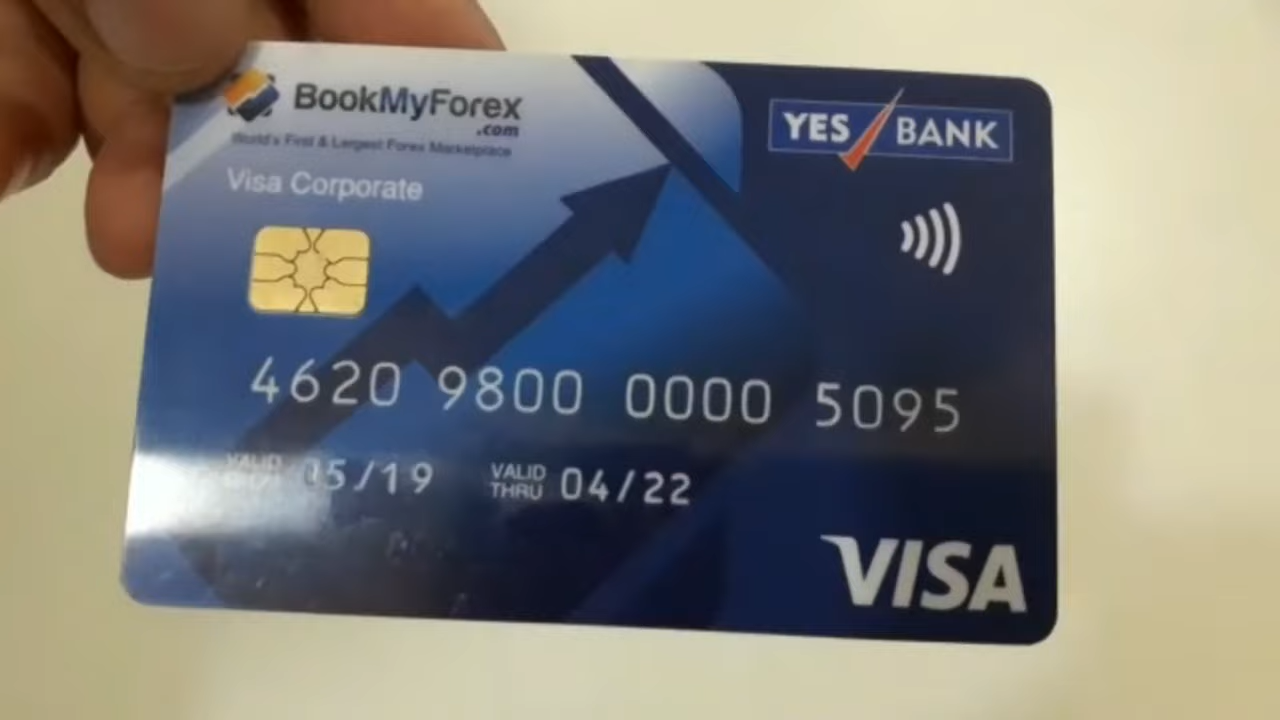 BookMyForex
.com
World's First & Largest Forex Marketplace
YES BANK
Visa Corporate
4620 9800 0000 5095
VALID 05/19 VALID THRU 04/22
VISA